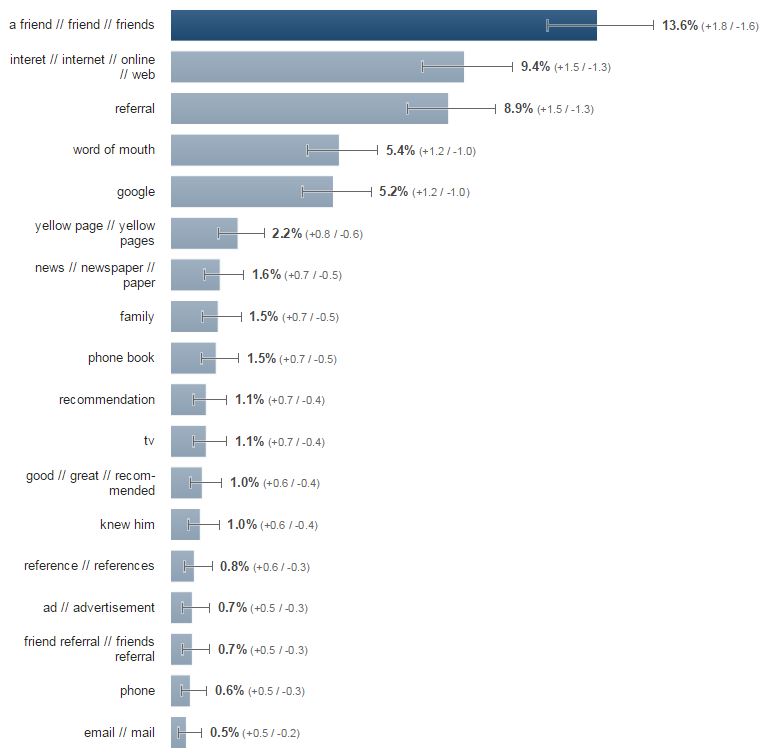 a friend // friend // friends
13.6% (+1.8 / -1.6)
interet // internet // online
// web
9.4% (+1.5 / -1.3)
referral
8.9% (+1.5 / -1.3)
word of mouth
5.4% (+1.2 / -1.0)
google
5.2% (+1.2 / -1.0)
yellow page // yellow
pages
2.2% (+0.8 / -0.6)
news // newspaper //
paper
1.6% (+0.7 / -0.5)
family
1.5% (+0.7 / -0.5)
phone book
1.5% (+0.7 / -0.5)
recommendation
1.1% (+0.7 / -0.4)
tv
1.1% (+0.7 / -0.4)
good // great // recom-
mended
1.0% (+0.6 / -0.4)
knew him
1.0% (+0.6 / -0.4)
reference // references
0.8% (+0.6 / -0.3)
ad // advertisement
0.7% (+0.5 / -0.3)
friend referral // friends
referral
0.7% (+0.5 / -0.3)
phone
0.6% (+0.5 / -0.3)
email // mail
0.5% (+0.5 / -0.2)